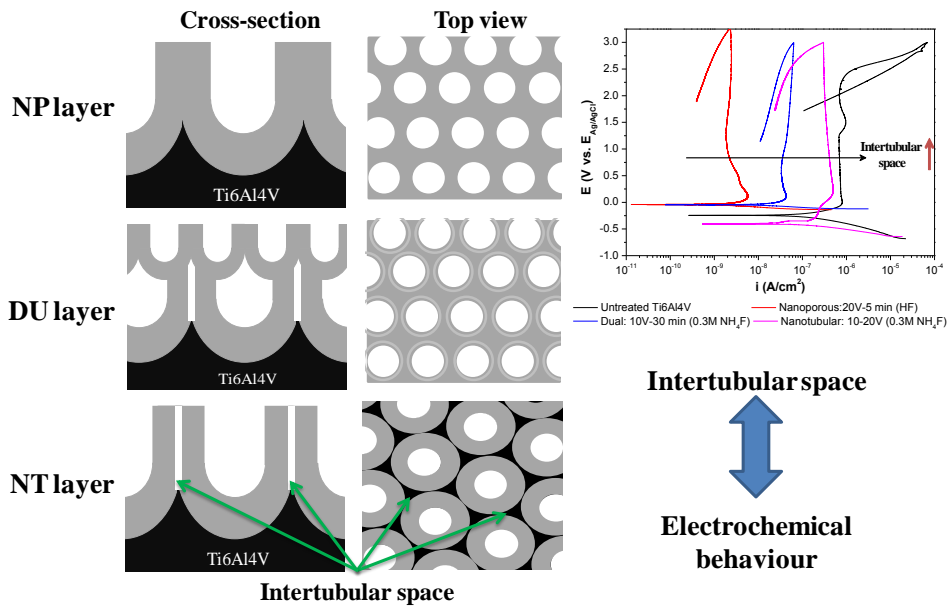 Cross-section
Top view
NP layer
Ti6Al4V
DU layer
Ti6Al4V
NT layer
Ti6Al4V
Intertubular space
E (V vs. E_Ag/AgCl)
3.0
2.5
2.0
1.5
1.0
0.5
0.0
-0.5
-1.0
Intertubular
space
10⁻¹¹ 10⁻¹⁰ 10⁻⁹ 10⁻⁸ 10⁻⁷ 10⁻⁶ 10⁻⁵ 10⁻⁴
i (A/cm²)
Untreated Ti6Al4V
Nanoporous:20V-5 min (HF)
Dual: 10V-30 min (0.3M NH₄F)
Nanotubular: 10-20V (0.3M NH₄F)
Intertubular space
Electrochemical
behaviour